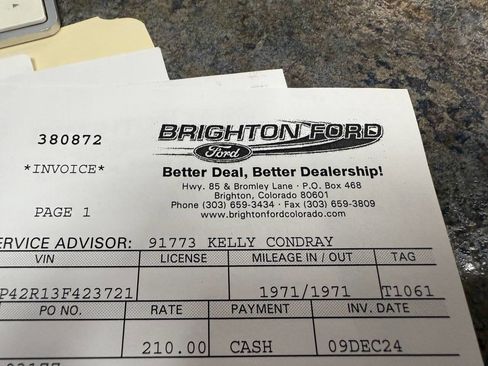 380872
BRIGHTON FORD
Ford
*INVOICE*
Better Deal, Better Dealership!
Hwy. 85 & Bromley Lane · P.O. Box 468
Brighton, Colorado 80601
PAGE 1
Phone (303) 659-3434 · Fax (303) 659-3809
www.brightonfordcolorado.com
SERVICE ADVISOR: 91773 KELLY CONDRAY
VIN LICENSE MILEAGE IN / OUT TAG
P42R13F423721 1971/1971 T1061
PO NO. RATE PAYMENT INV. DATE
210.00 CASH 09DEC24